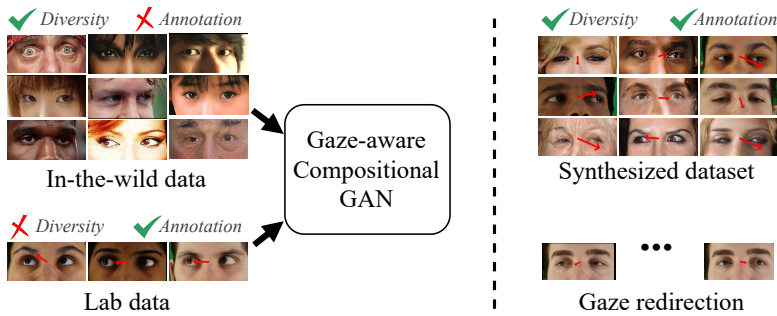 Diversity
Annotation
In-the-wild data
Diversity
Annotation
Lab data
Gaze-aware
Compositional
GAN
Diversity
Annotation
Synthesized dataset
Gaze redirection